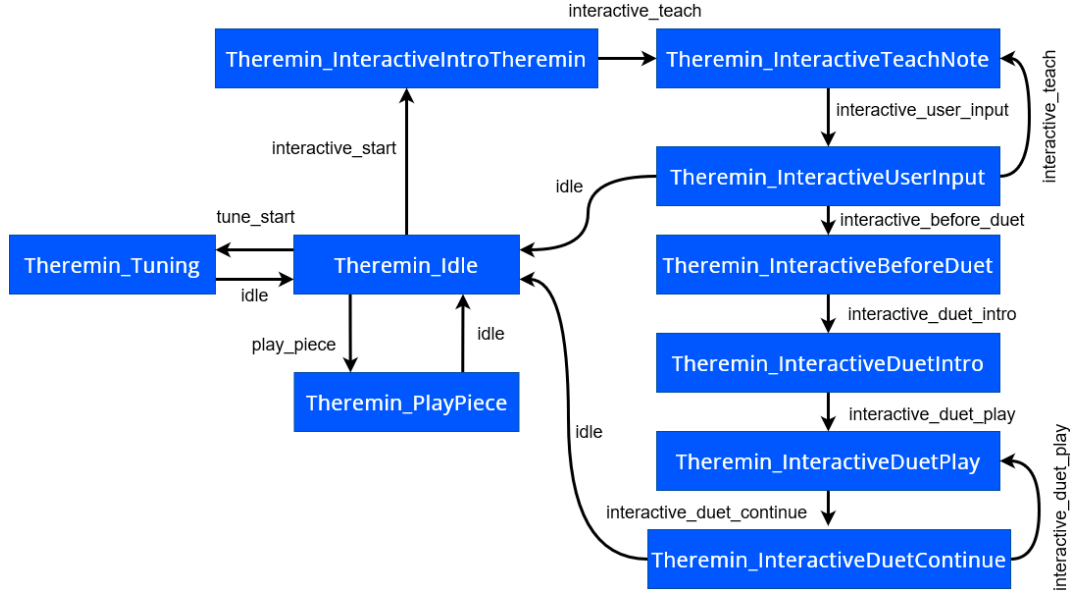 interactive_teach
Theremin_InteractiveIntroTheremin
Theremin_InteractiveTeachNote
interactive_teach
interactive_user_input
interactive_start
Theremin_InteractiveUserInput
idle
tune_start
interactive_before_duet
Theremin_Tuning
Theremin_Idle
Theremin_InteractiveBeforeDuet
idle
interactive_duet_intro
idle
play_piece
Theremin_InteractiveDuetIntro
Theremin_PlayPiece
interactive_duet_play
idle
Theremin_InteractiveDuetPlay
interactive_duet_play
interactive_duet_continue
Theremin_InteractiveDuetContinue